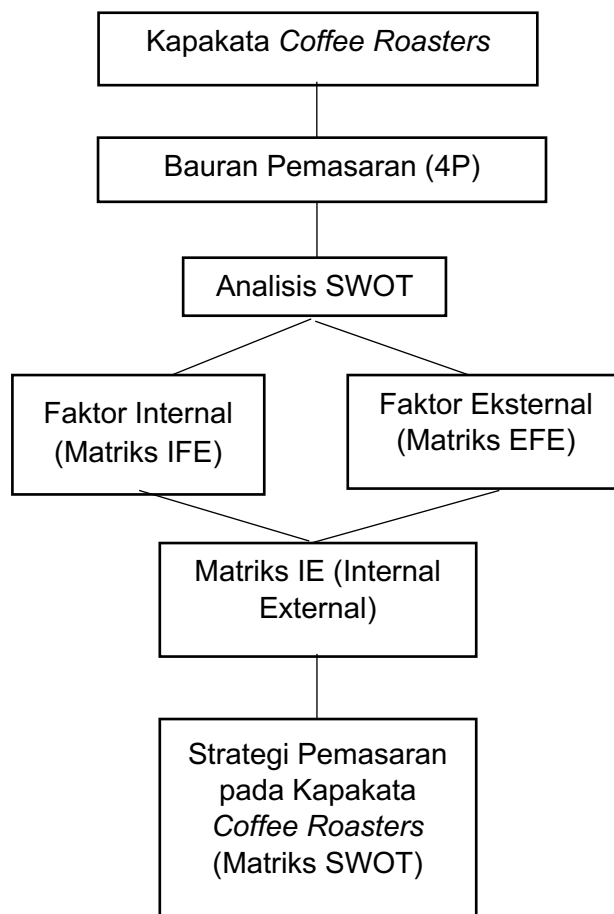 Kapakata Coffee Roasters
Bauran Pemasaran (4P)
Analisis SWOT
Faktor Internal
(Matriks IFE)
Faktor Eksternal
(Matriks EFE)
Matriks IE (Internal
External)
Strategi Pemasaran
pada Kapakata
Coffee Roasters
(Matriks SWOT)